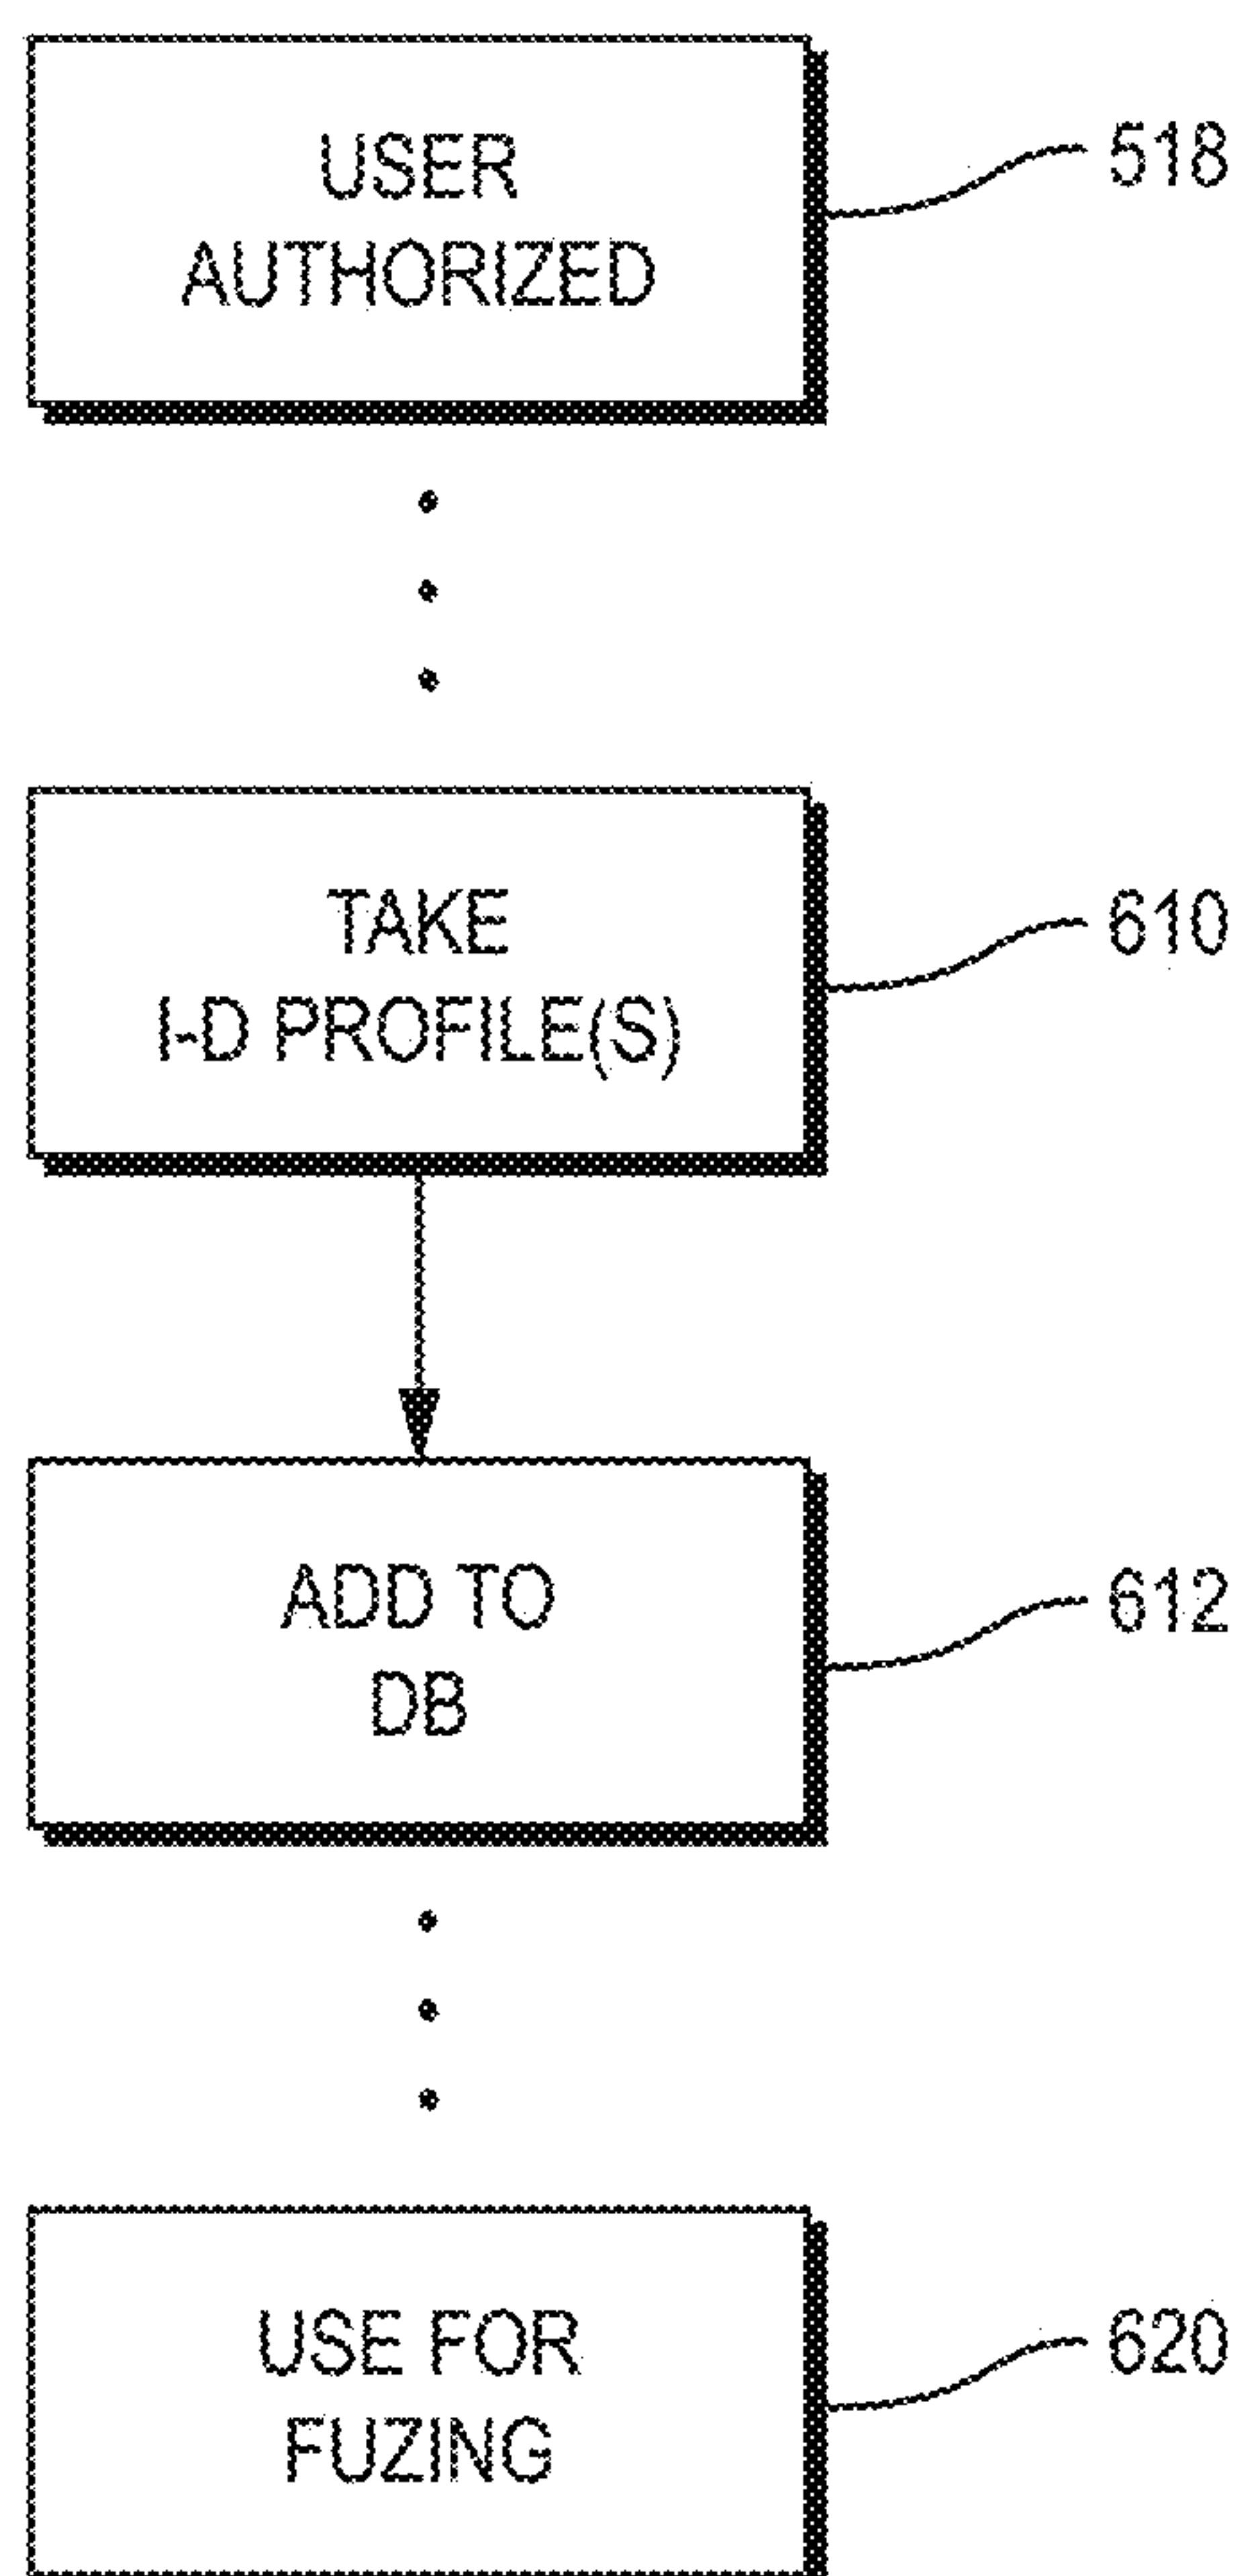 USER
AUTHORIZED
518
TAKE
I-D PROFILE(S)
610
ADD TO
DB
612
USE FOR
FUZING
620